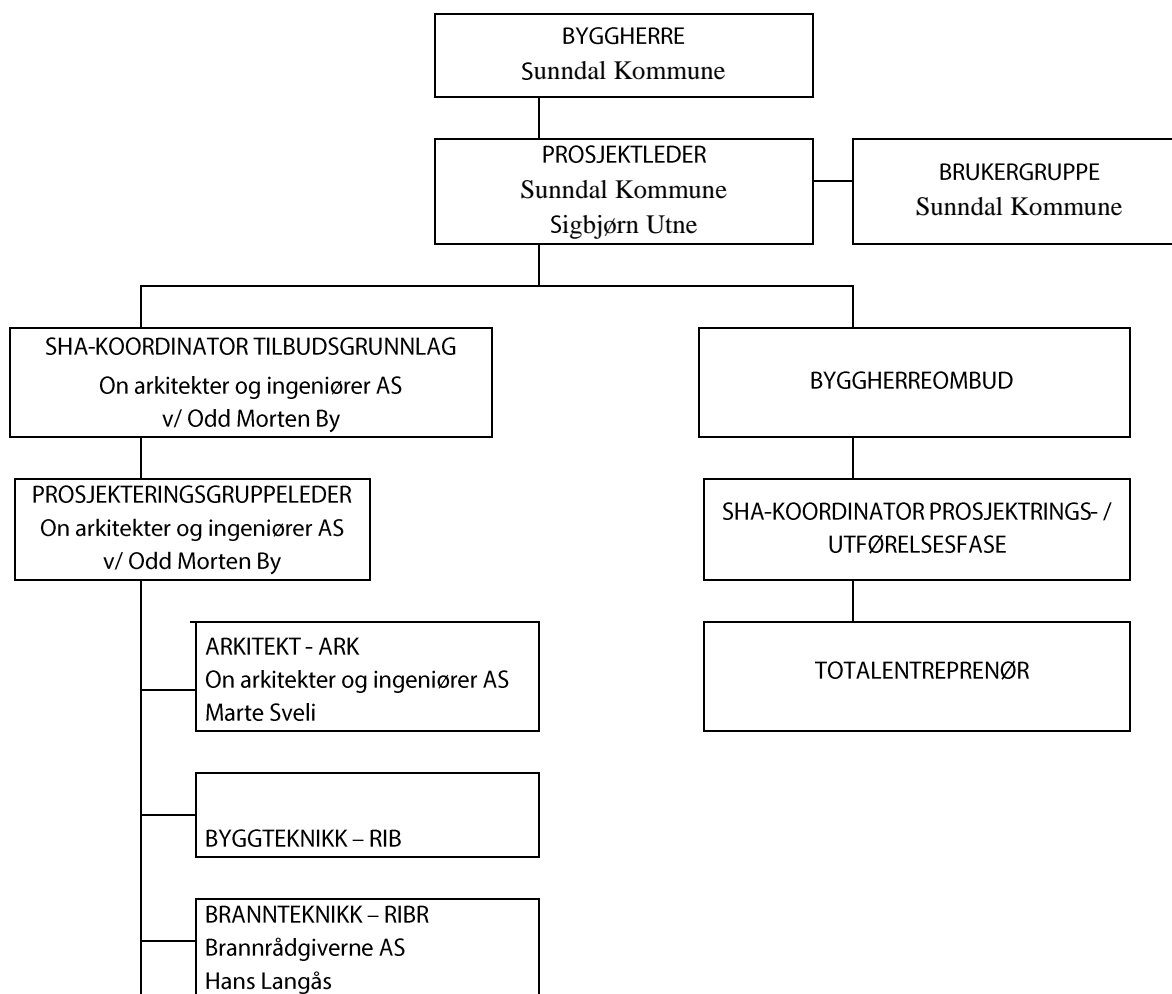 BYGGHERRE
Sunndal Kommune
PROSJEKTLEDER
Sunndal Kommune
Sigbjørn Utne
BRUKERGRUPPE
Sunndal Kommune
SHA-KOORDINATOR TILBUDSGRUNNLAG
On arkitekter og ingeniører AS
v/ Odd Morten By
BYGGHERREOMBUD
PROSJEKTERINGSGRUPPELEDER
On arkitekter og ingeniører AS
v/ Odd Morten By
SHA-KOORDINATOR PROSJEKTRINGS- /
UTFØRELSESFASE
ARKITEKT - ARK
On arkitekter og ingeniører AS
Marte Sveli
TOTALENTREPRENØR
BYGGTEKNIKK – RIB
BRANNTEKNIKK – RIBR
Brannrådgiverne AS
Hans Langås